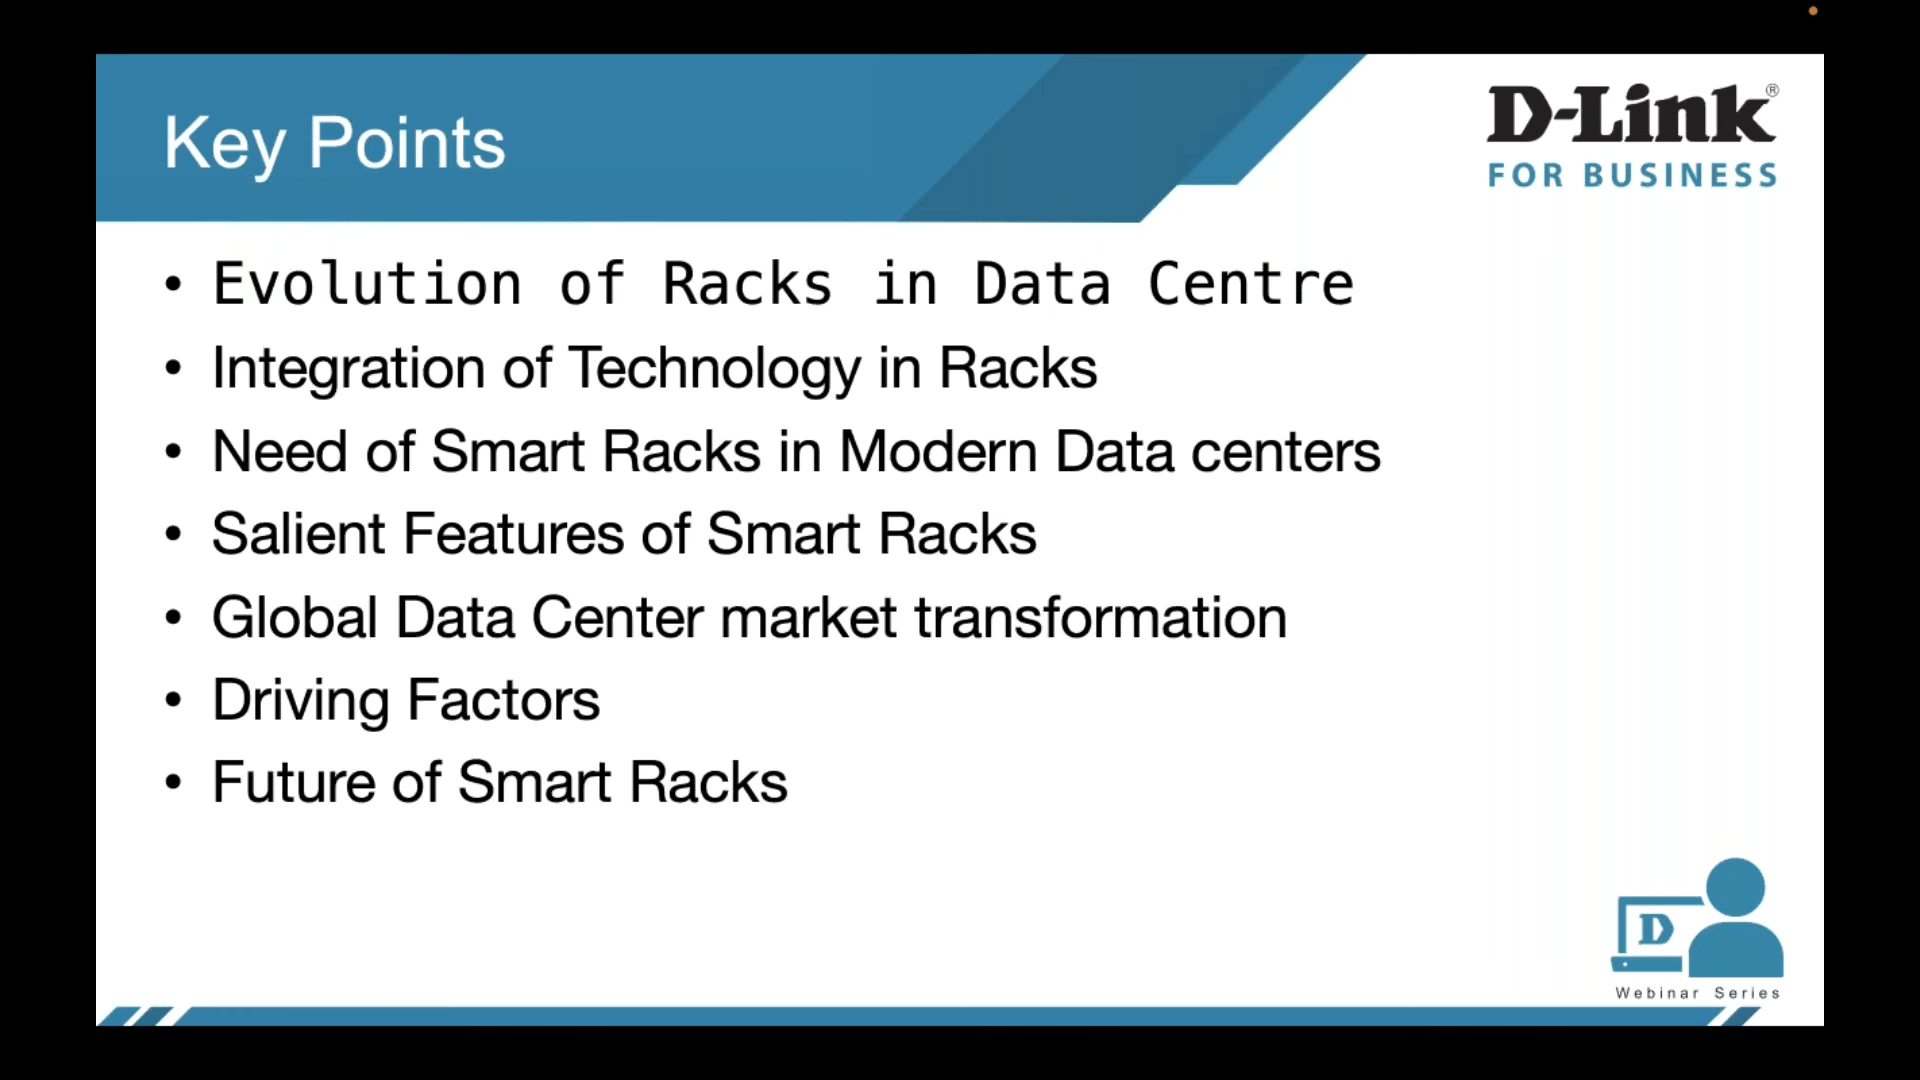 Key Points
D-Link®
FOR BUSINESS
• Evolution of Racks in Data Centre
• Integration of Technology in Racks
• Need of Smart Racks in Modern Data centers
• Salient Features of Smart Racks
• Global Data Center market transformation
• Driving Factors
• Future of Smart Racks
D
Webinar Series